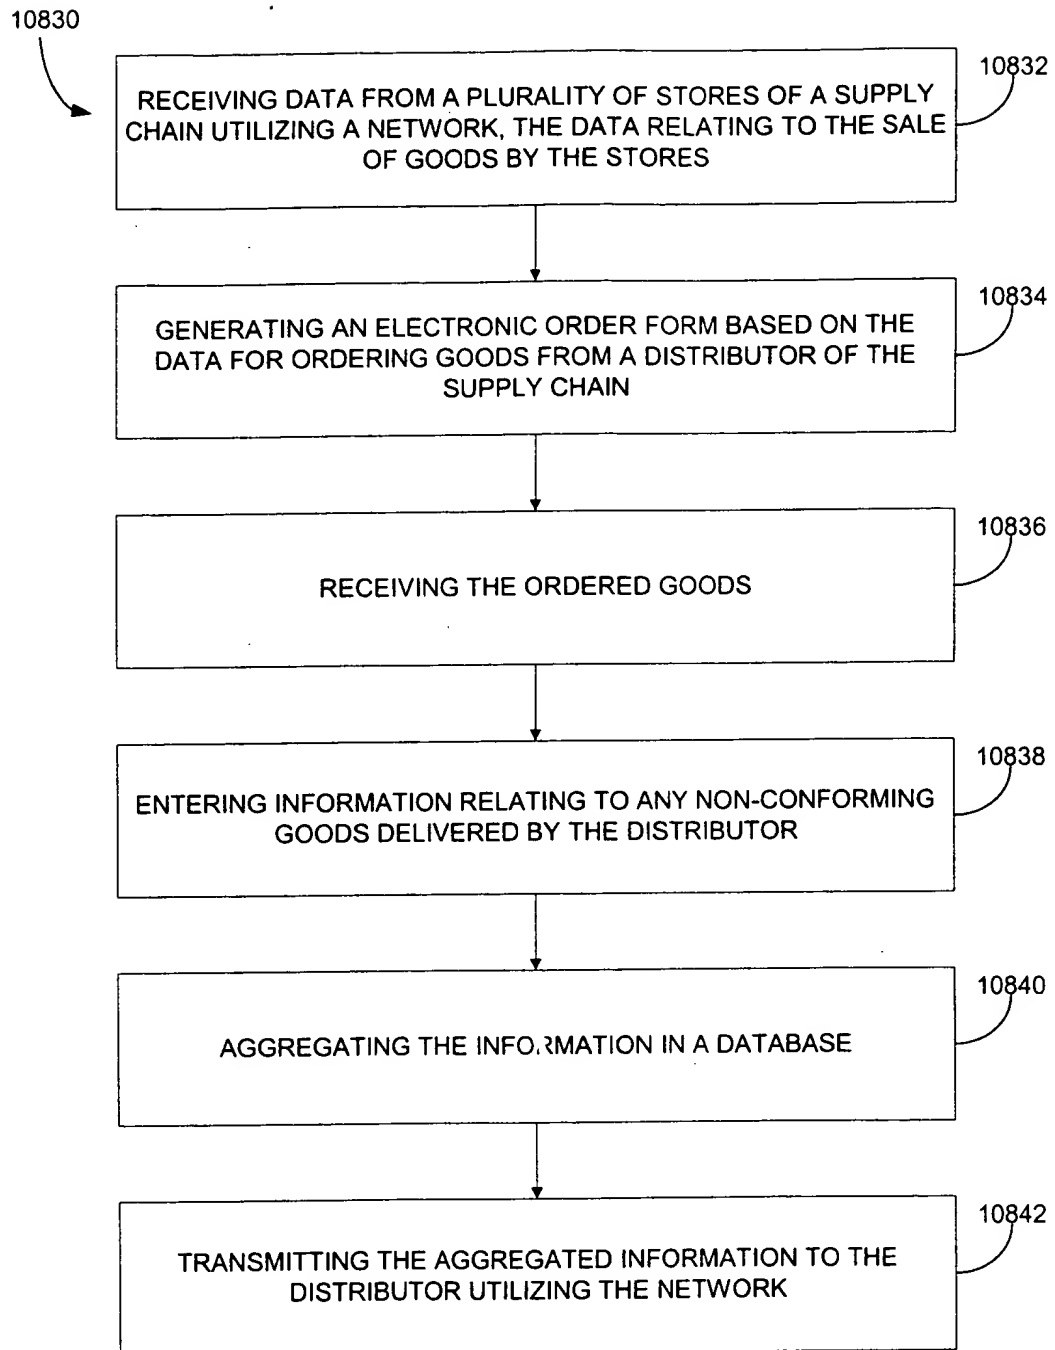 10830
10832
RECEIVING DATA FROM A PLURALITY OF STORES OF A SUPPLY
CHAIN UTILIZING A NETWORK, THE DATA RELATING TO THE SALE
OF GOODS BY THE STORES
10834
GENERATING AN ELECTRONIC ORDER FORM BASED ON THE
DATA FOR ORDERING GOODS FROM A DISTRIBUTOR OF THE
SUPPLY CHAIN
10836
RECEIVING THE ORDERED GOODS
10838
ENTERING INFORMATION RELATING TO ANY NON-CONFORMING
GOODS DELIVERED BY THE DISTRIBUTOR
10840
AGGREGATING THE INFORMATION IN A DATABASE
10842
TRANSMITTING THE AGGREGATED INFORMATION TO THE
DISTRIBUTOR UTILIZING THE NETWORK